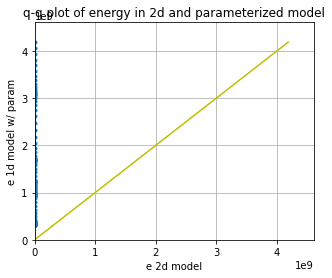 q-q plot of energy in 2d and parameterized model
1e9
4
3
2
1
0
e 1d model w/ param
0 1 2 3 4
1e9
e 2d model